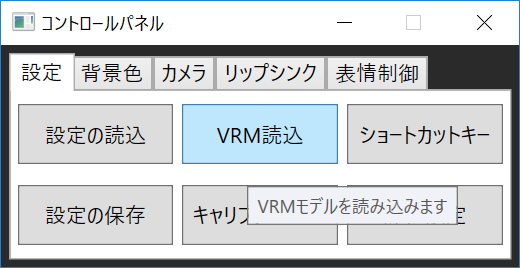 コントロールパネル
設定 背景色 カメラ リップシンク 表情制御
設定の読込 VRM読込 ショートカットキー
設定の保存 キャリブ
VRMモデルを読み込みます